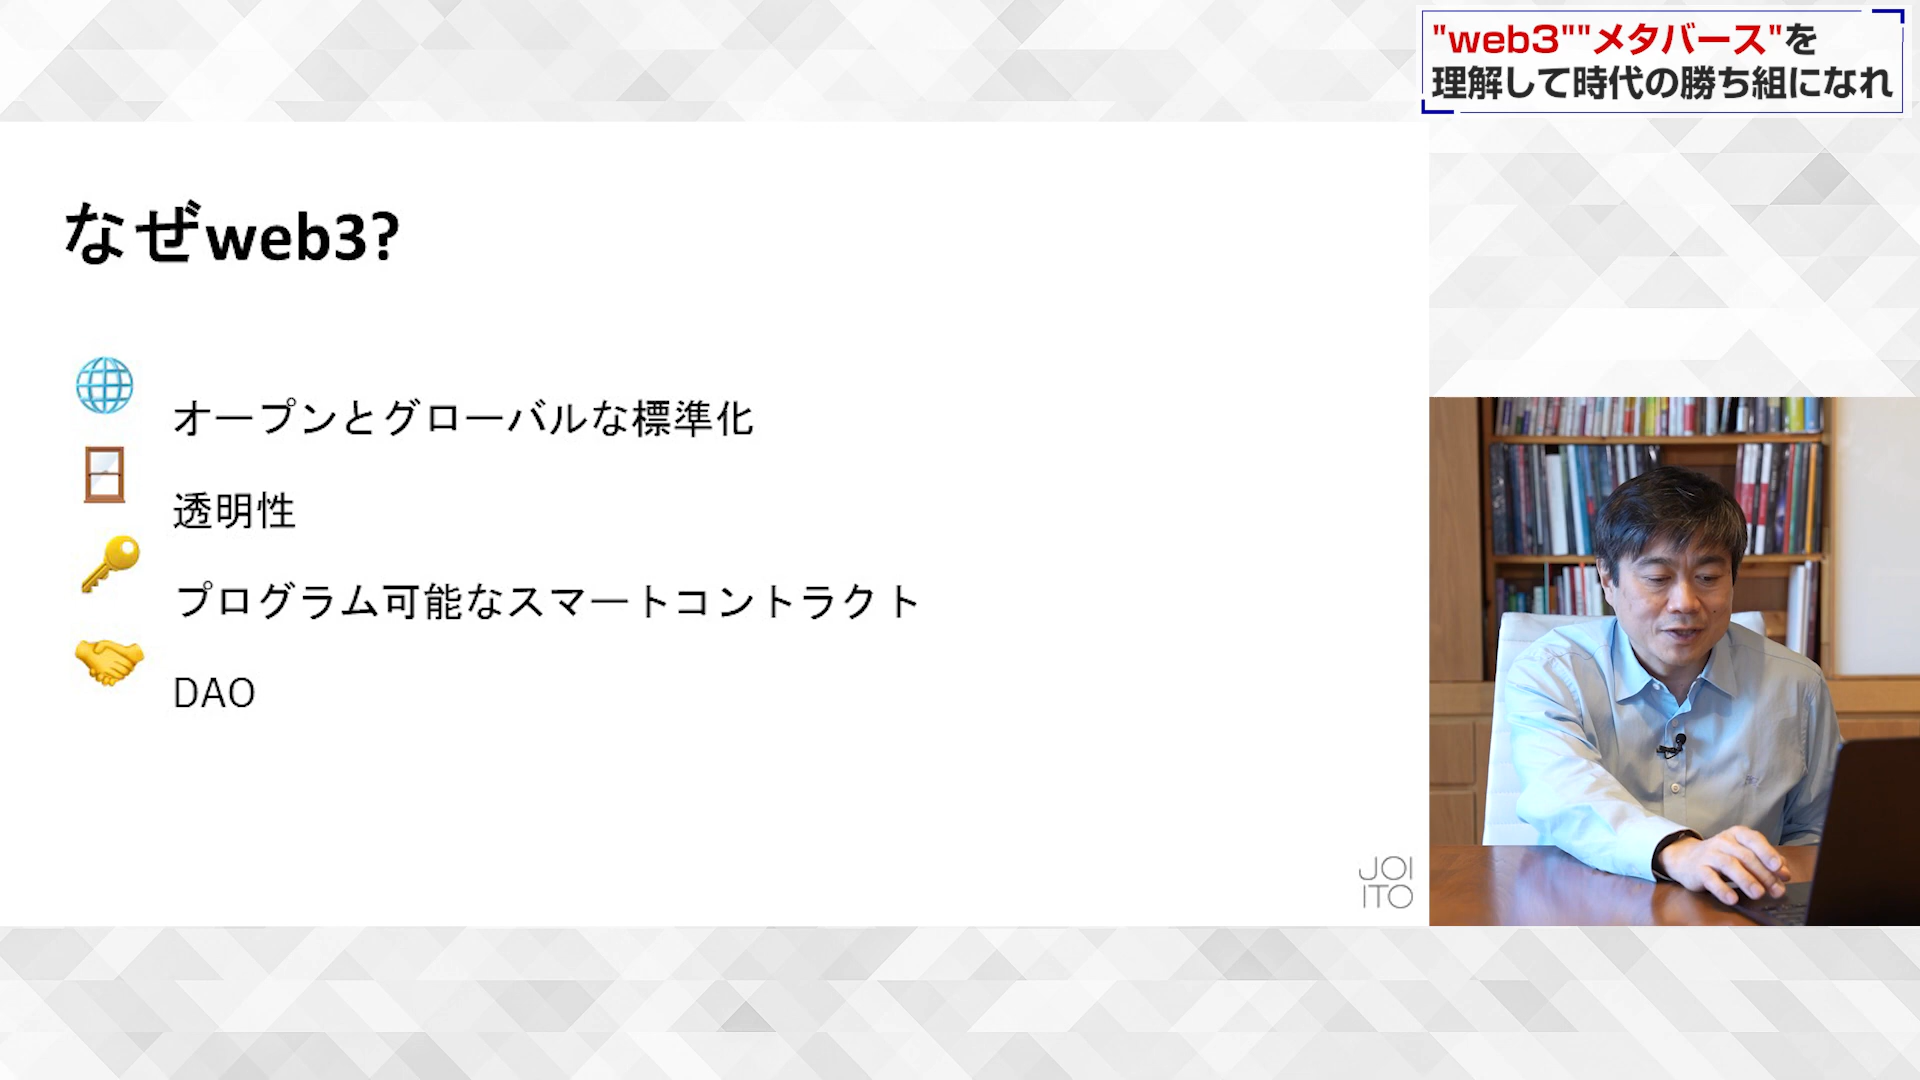 "web3""メタバース"を
理解して時代の勝ち組になれ
なぜweb3?
オープンとグローバルな標準化
透明性
プログラム可能なスマートコントラクト
DAO
JOI
ITO